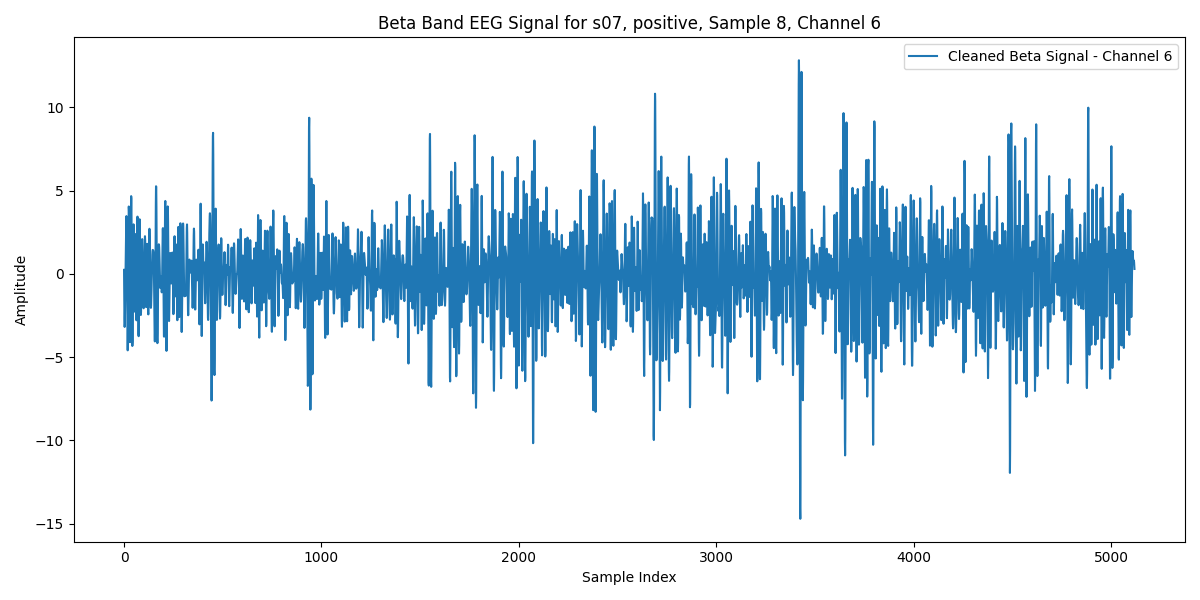 Beta Band EEG Signal for s07, positive, Sample 8, Channel 6
Cleaned Beta Signal - Channel 6
Amplitude
10
5
0
−5
−10
−15
0 1000 2000 3000 4000 5000
Sample Index